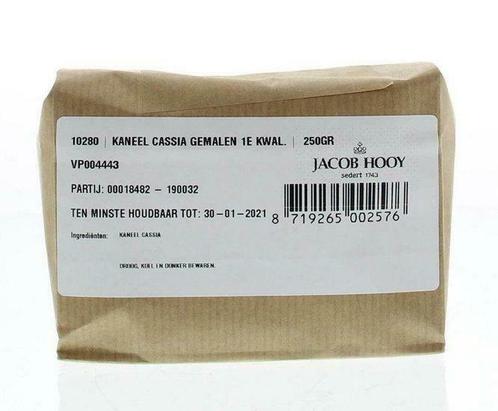 10280 | KANEEL CASSIA GEMALEN 1E KWAL. | 250GR
VP004443
JACOB HOOY
sedert 1743
PARTIJ: 00018482 - 190032
TEN MINSTE HOUDBAAR TOT: 30-01-2021
8 719265 002576
Ingrediënten: KANEEL CASSIA
DROOG, KOEL EN DONKER BEWAREN.